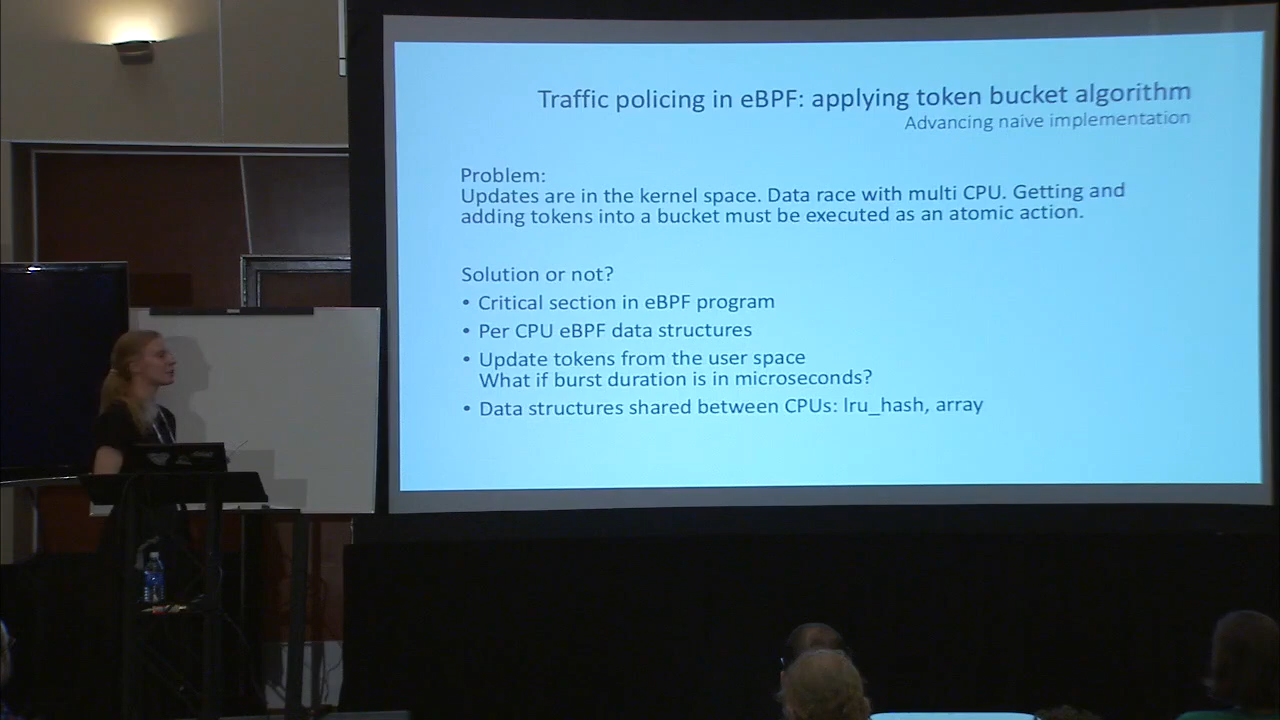 Traffic policing in eBPF: applying token bucket algorithm
Advancing naive implementation
Problem:
Updates are in the kernel space. Data race with multi CPU. Getting and
adding tokens into a bucket must be executed as an atomic action.
Solution or not?
• Critical section in eBPF program
• Per CPU eBPF data structures
• Update tokens from the user space
What if burst duration is in microseconds?
• Data structures shared between CPUs: lru_hash, array